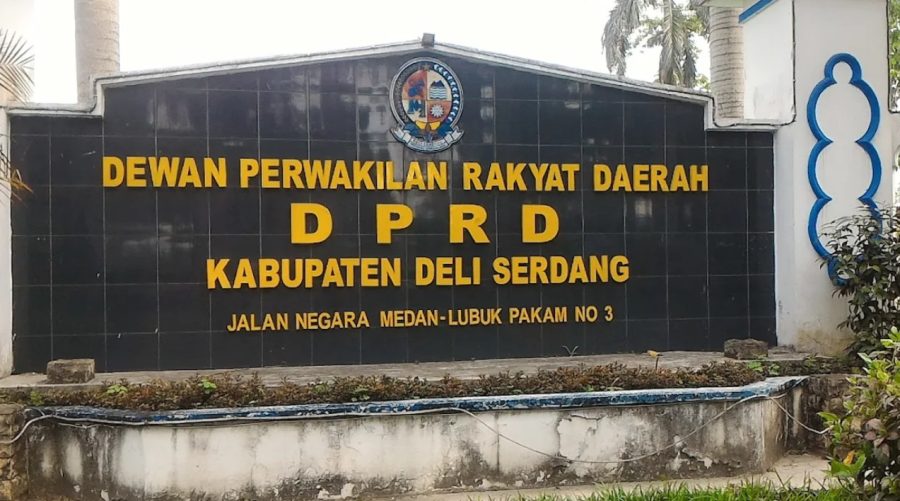 DEWAN PERWAKILAN RAKYAT DAERAH
DPRD
KABUPATEN DELI SERDANG
JALAN NEGARA MEDAN-LUBUK PAKAM NO 3